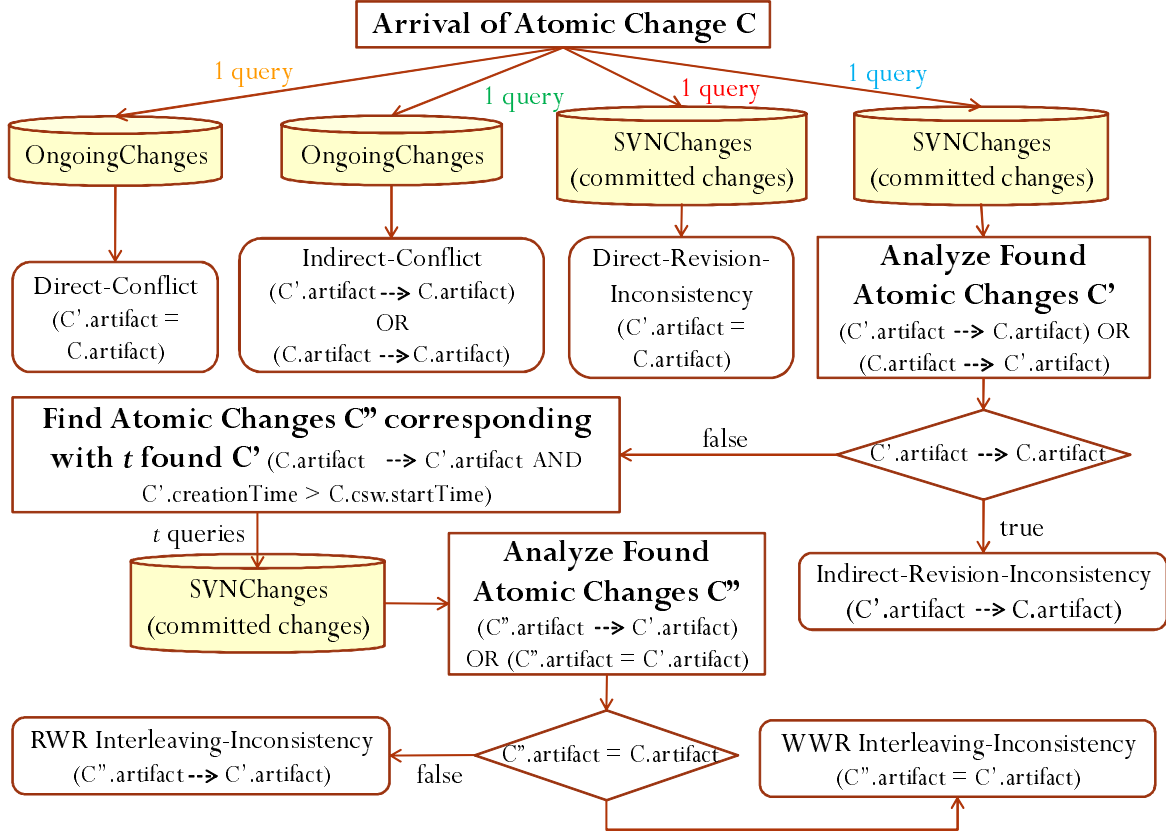 Arrival of Atomic Change C
1 query
1 query
1 query
1 query
OngoingChanges
OngoingChanges
SVNChanges
(committed changes)
SVNChanges
(committed changes)
Direct-Conflict
(C'.artifact =
C.artifact)
Indirect-Conflict
(C'.artifact --> C.artifact)
OR
(C.artifact --> C.artifact)
Direct-Revision-
Inconsistency
(C'.artifact =
C.artifact)
Analyze Found
Atomic Changes C'
(C'.artifact --> C.artifact) OR
(C.artifact --> C'.artifact)
Find Atomic Changes C” corresponding
with t found C' (C.artifact --> C'.artifact AND
C'.creationTime > C.csw.startTime)
false
C'.artifact --> C.artifact
true
Indirect-Revision-Inconsistency
(C'.artifact --> C.artifact)
t queries
SVNChanges
(committed changes)
Analyze Found
Atomic Changes C”
(C”.artifact --> C'.artifact)
OR (C”.artifact = C'.artifact)
RWR Interleaving-Inconsistency
(C”.artifact --> C'.artifact)
false
C”.artifact = C.artifact
WWR Interleaving-Inconsistency
(C”.artifact = C'.artifact)